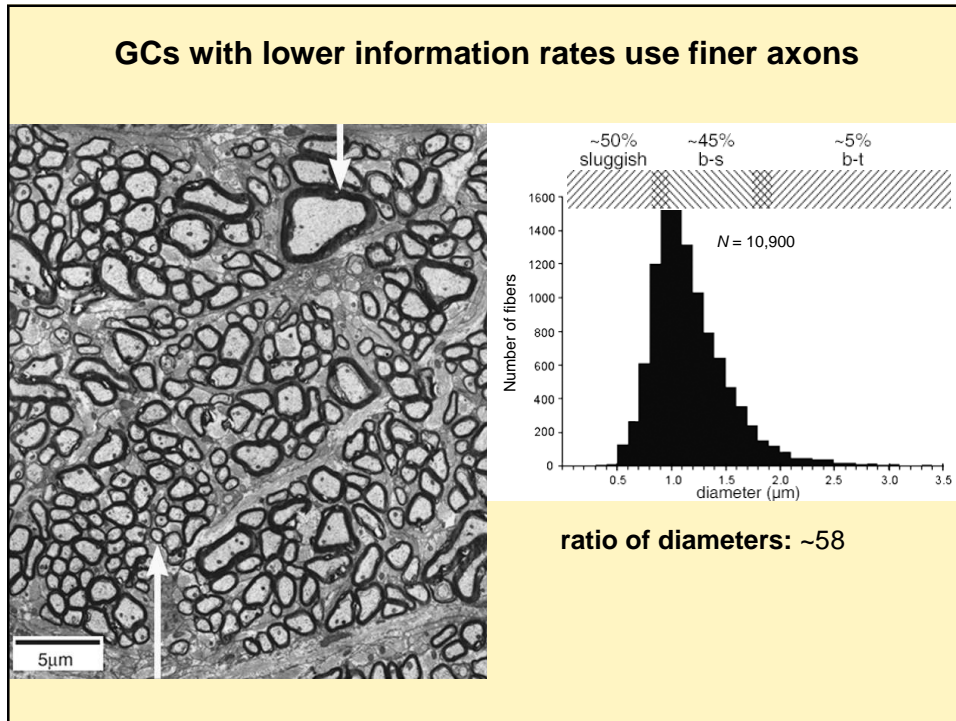 GCs with lower information rates use finer axons
5µm
~50% ~45% ~5%
sluggish b-s b-t
1600
1400
1200
1000
800
600
400
200
0
Number of fibers
N = 10,900
0.5 1.0 1.5 2.0 2.5 3.0 3.5
diameter (µm)
ratio of diameters: ~58